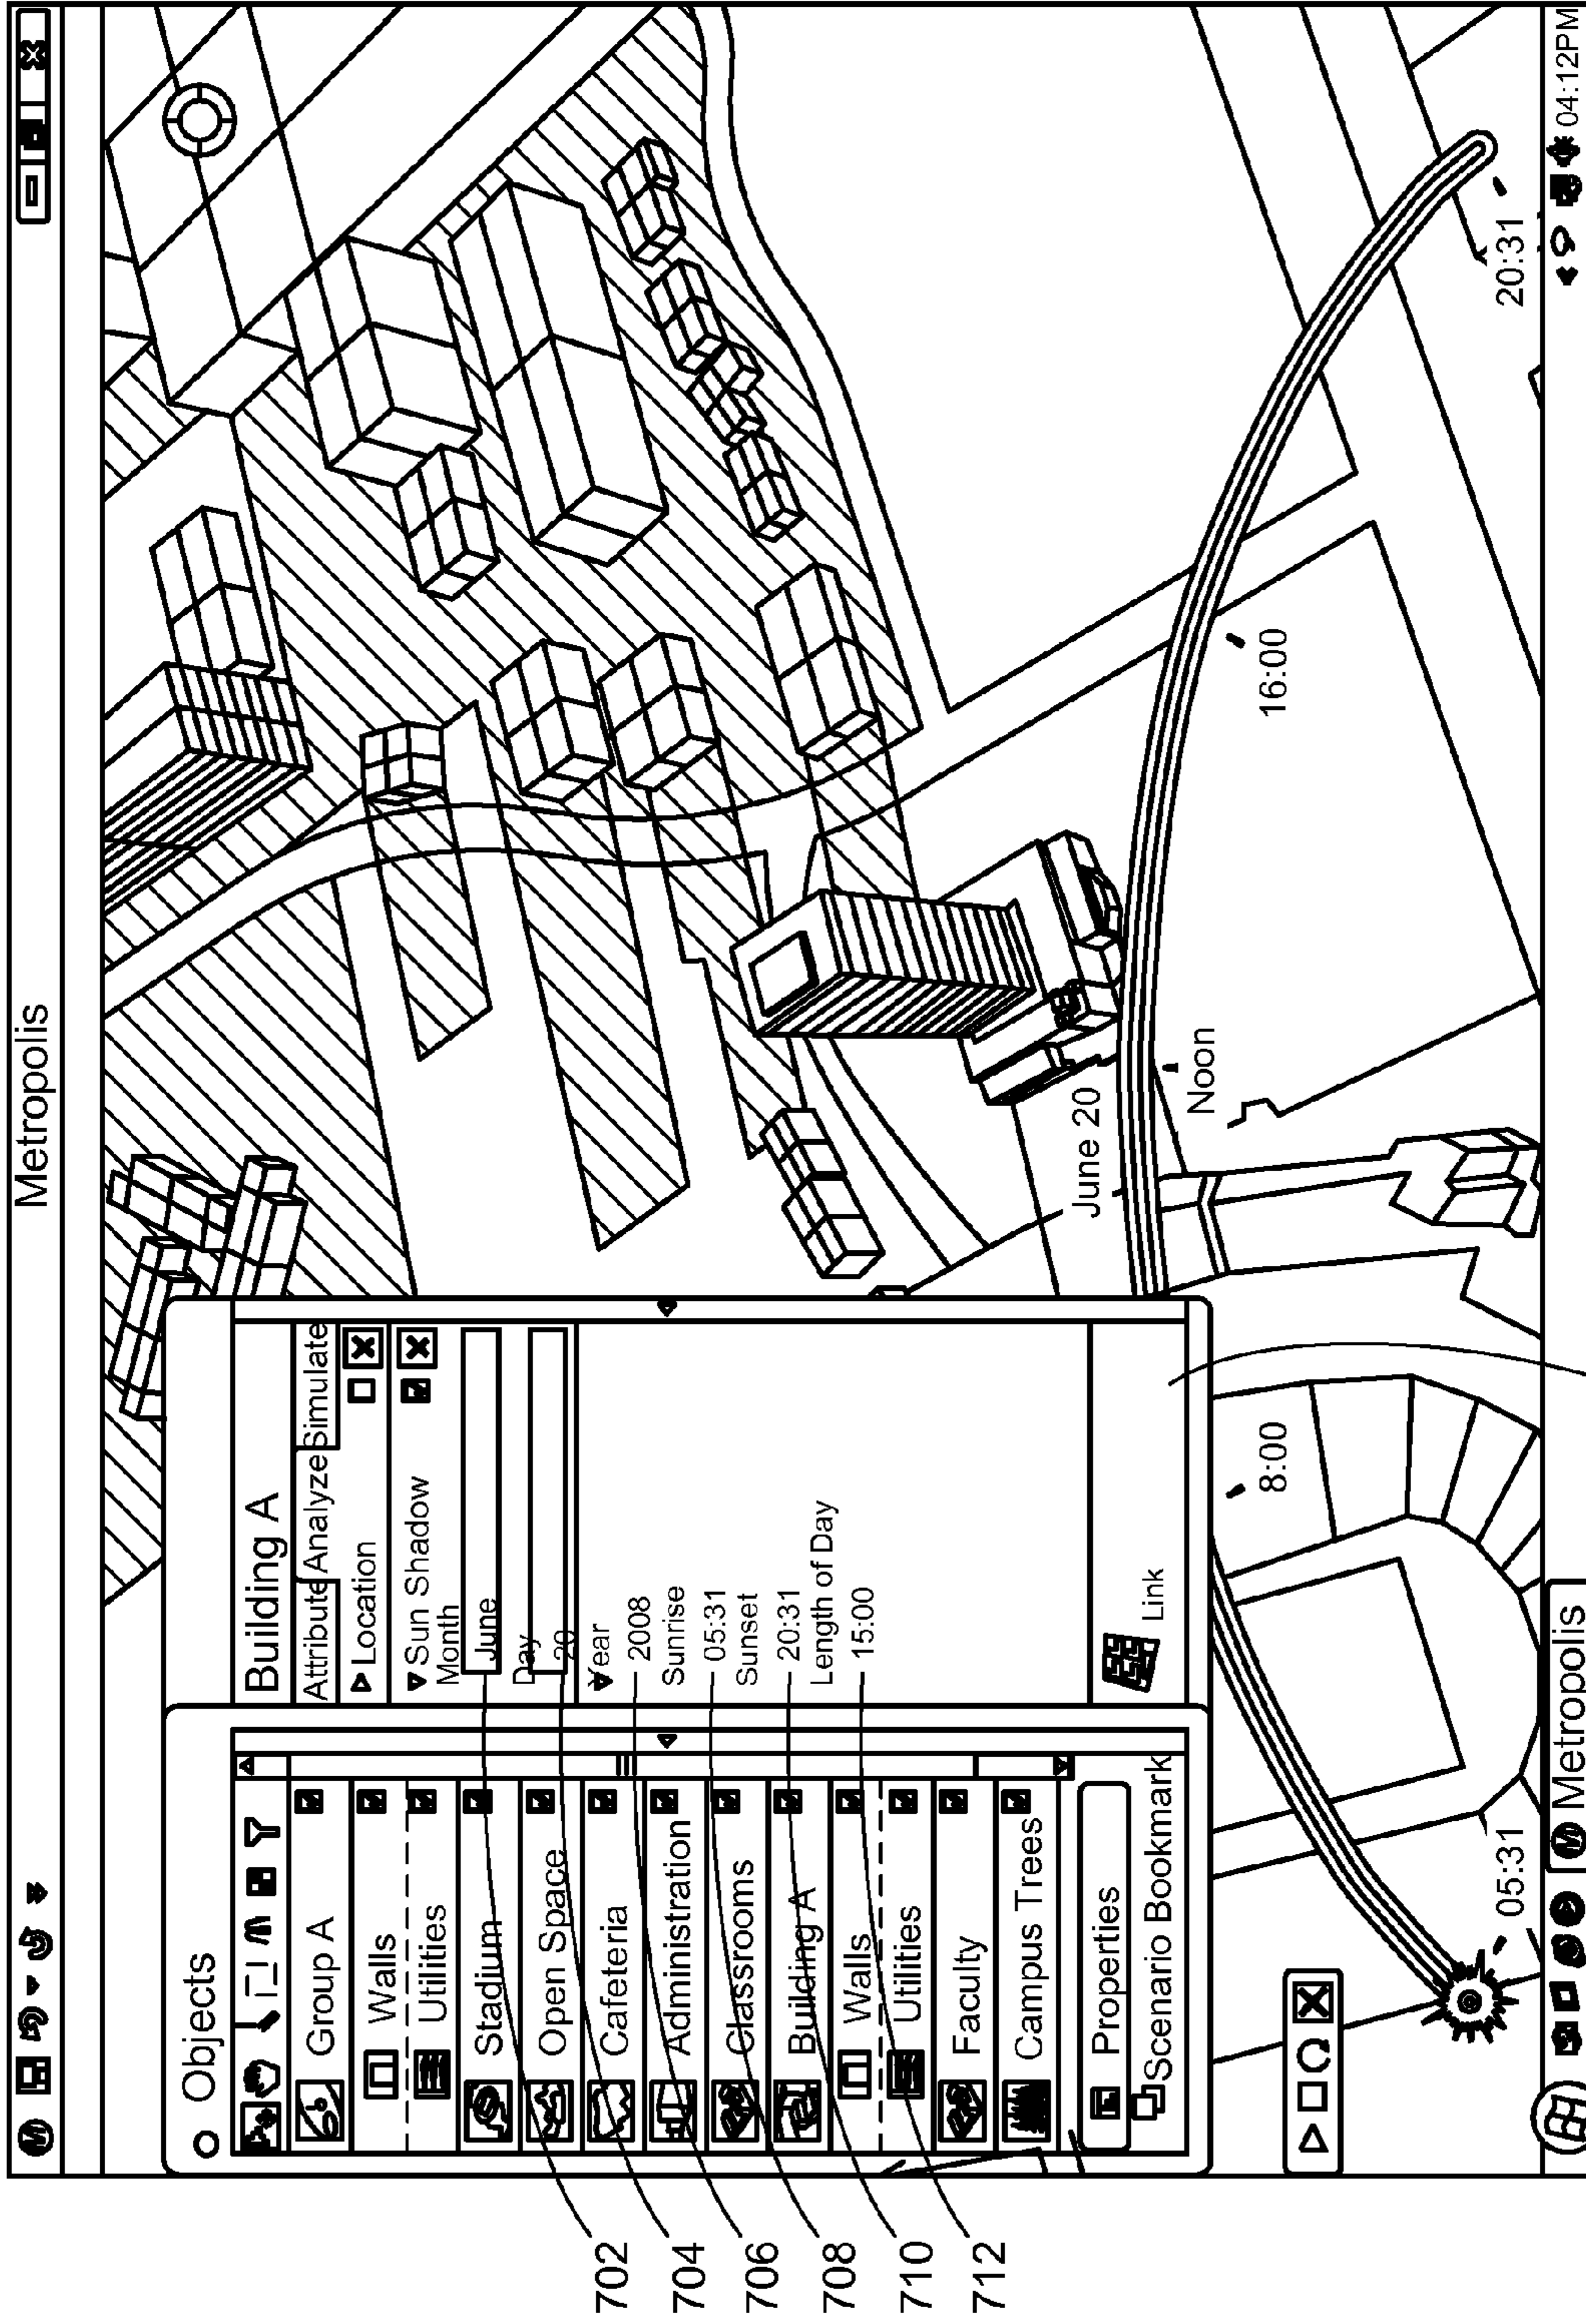 Metropolis
Objects
Group A
Walls
Utilities
Stadium
Open Space
Cafeteria
Administration
Classrooms
Building A
Walls
Utilities
Faculty
Campus Trees
Properties
Scenario Bookmark
Building A
Attribute Analyze Simulate
Location
Sun Shadow
Month
June
Day
20
Year
2008
Sunrise
05:31
Sunset
20:31
Length of Day
15:00
Link
702
704
706
708
710
712
June 20
05:31
8:00
Noon
16:00
20:31
M Metropolis
04:12PM